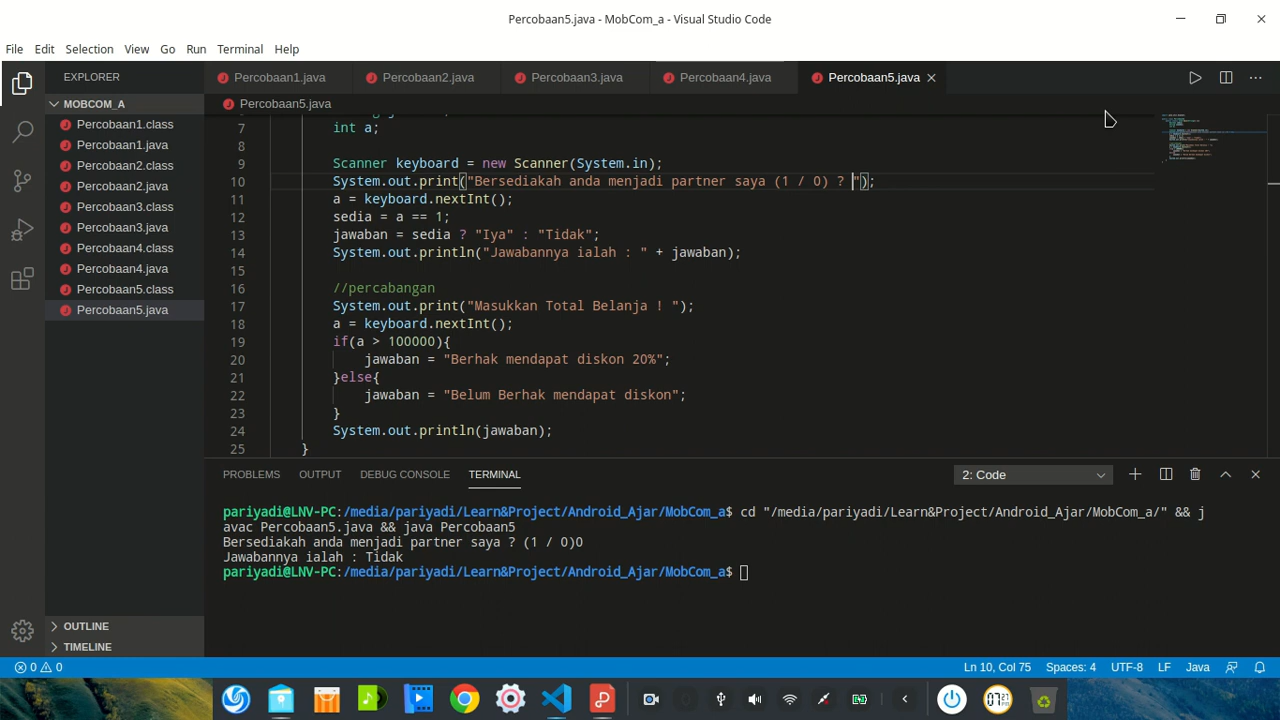 Percobaan5.java - MobCom_a - Visual Studio Code
File Edit Selection View Go Run Terminal Help
EXPLORER
Percobaan1.java Percobaan2.java Percobaan3.java Percobaan4.java Percobaan5.java
MOBCOM_A
Percobaan5.java
Percobaan1.class
Percobaan1.java
Percobaan2.class
Percobaan2.java
Percobaan3.class
Percobaan3.java
Percobaan4.class
Percobaan4.java
Percobaan5.class
Percobaan5.java
OUTLINE
TIMELINE
7 int a;
8
9 Scanner keyboard = new Scanner(System.in);
10 System.out.print("Bersediakah anda menjadi partner saya (1 / 0) ? ");
11 a = keyboard.nextInt();
12 sedia = a == 1;
13 jawaban = sedia ? "Iya" : "Tidak";
14 System.out.println("Jawabannya ialah : " + jawaban);
15
16 //percabangan
17 System.out.print("Masukkan Total Belanja ! ");
18 a = keyboard.nextInt();
19 if(a > 100000){
20 jawaban = "Berhak mendapat diskon 20%";
21 }else{
22 jawaban = "Belum Berhak mendapat diskon";
23 }
24 System.out.println(jawaban);
25 }
PROBLEMS OUTPUT DEBUG CONSOLE TERMINAL 2: Code
pariyadi@LNV-PC:/media/pariyadi/Learn&Project/Android_Ajar/MobCom_a$ cd "/media/pariyadi/Learn&Project/Android_Ajar/MobCom_a/" && j
avac Percobaan5.java && java Percobaan5
Bersediakah anda menjadi partner saya ? (1 / 0)0
Jawabannya ialah : Tidak
pariyadi@LNV-PC:/media/pariyadi/Learn&Project/Android_Ajar/MobCom_a$
0 0 Ln 10, Col 75 Spaces: 4 UTF-8 LF Java
07:21